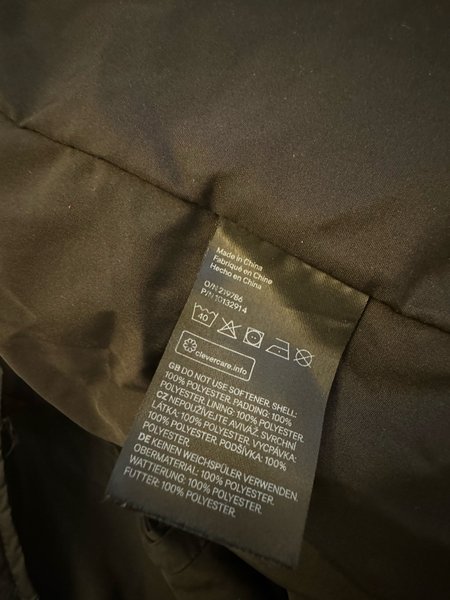 Made in China
Fabriqué en Chine
Hecho en China
O/N 219786
P/N 10132914
40
clevercare.info
GB DO NOT USE SOFTENER. SHELL:
100% POLYESTER. PADDING: 100%
POLYESTER. LINING: 100% POLYESTER.
CZ NEPOUŽÍVEJTE AVIVÁŽ. SVRCHNÍ
LÁTKA: 100% POLYESTER. VYCPÁVKA:
100% POLYESTER. PODŠÍVKA: 100%
POLYESTER.
DE KEINEN WEICHSPÜLER VERWENDEN.
OBERMATERIAL: 100% POLYESTER.
WATTIERUNG: 100% POLYESTER.
FUTTER: 100% POLYESTER.